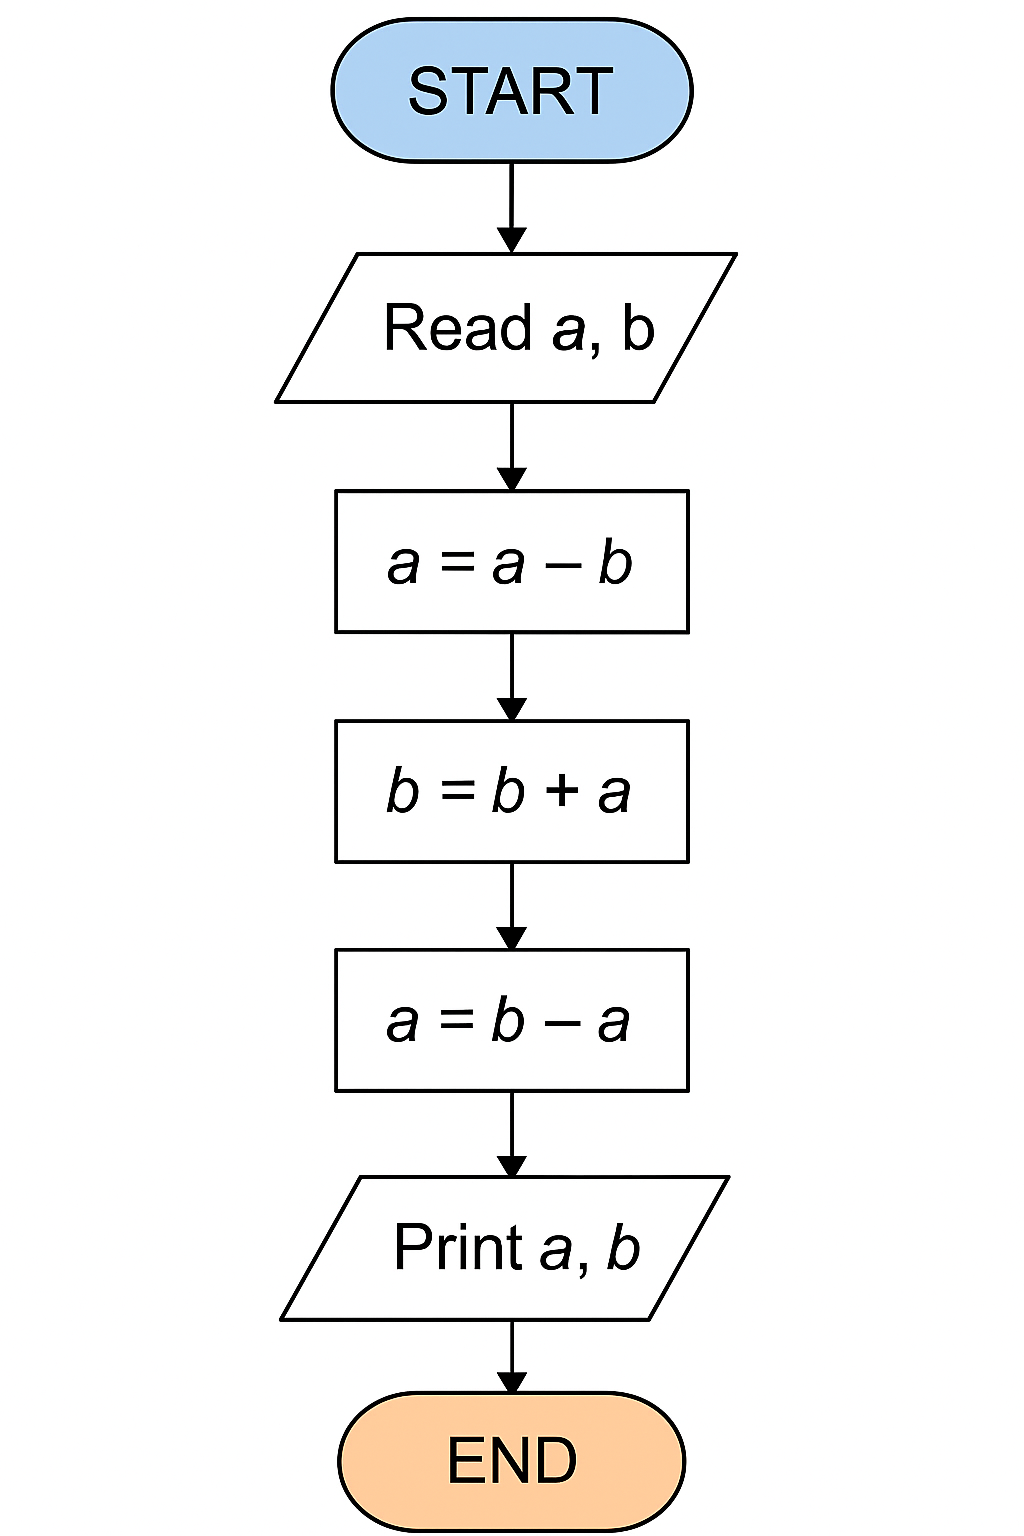 START
Read a, b
a = a – b
b = b + a
a = b – a
Print a, b
END